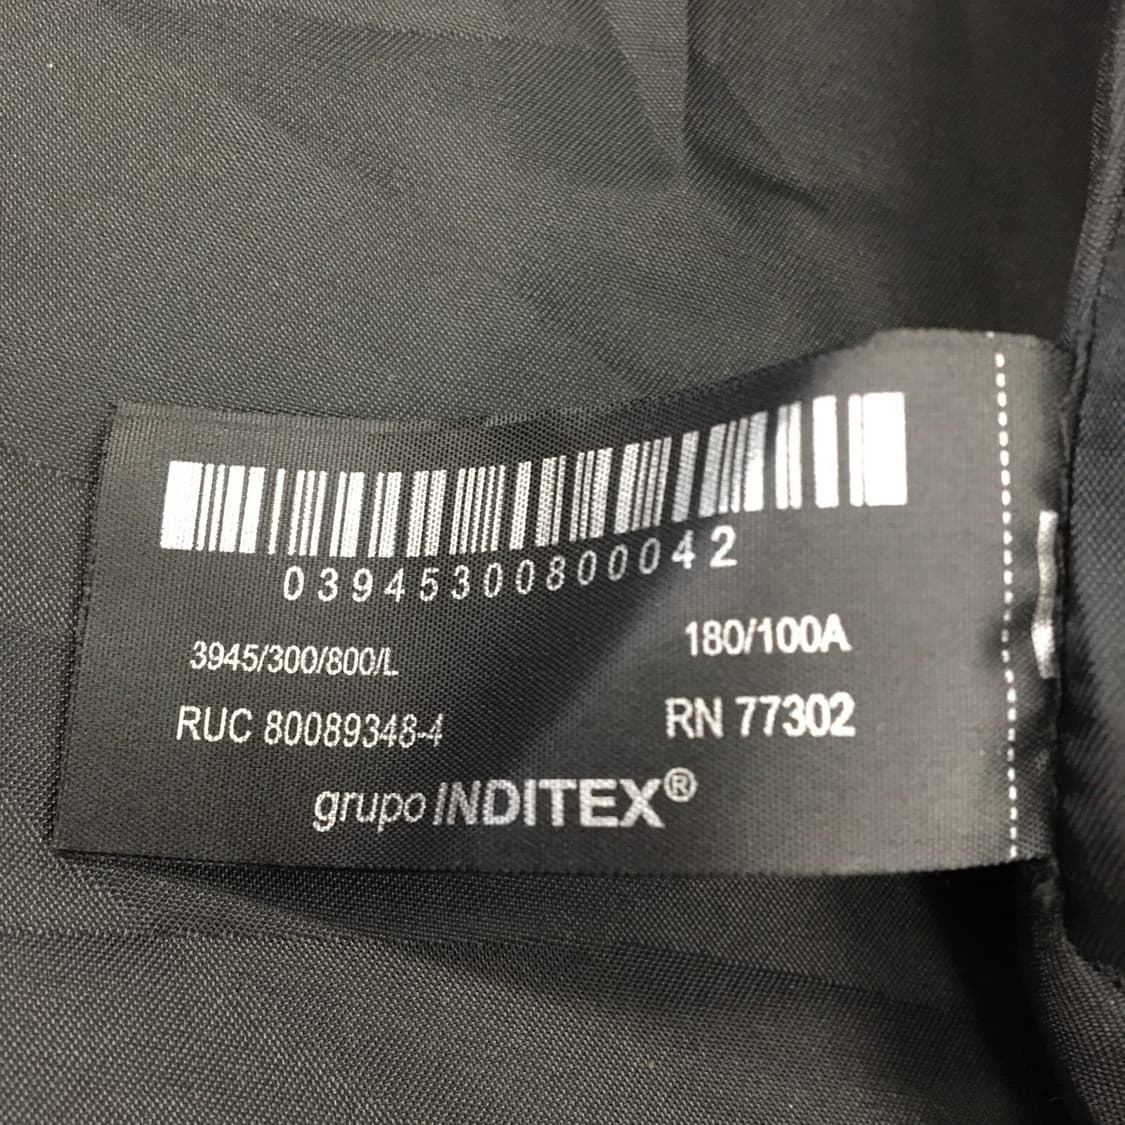 03945300800042
3945/300/800/L 180/100A
RUC 80089348-4 RN 77302
grupo INDITEX®